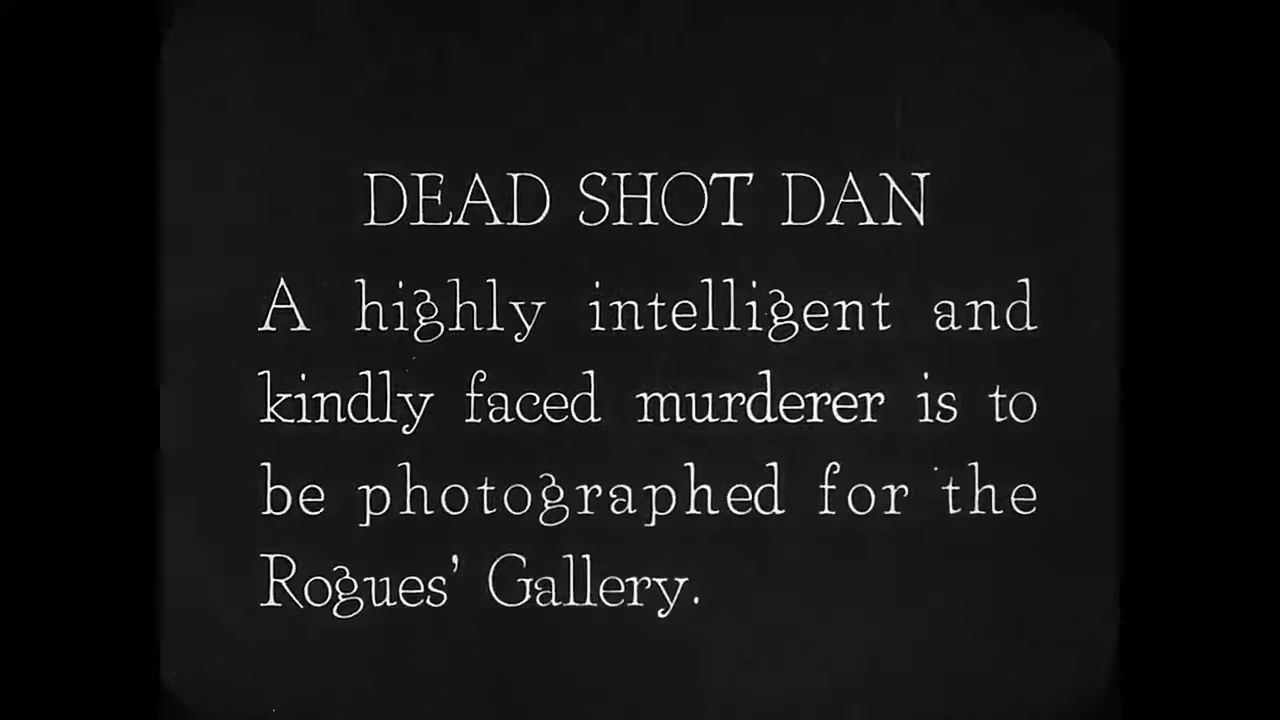 DEAD SHOT DAN
A highly intelligent and
kindly faced murderer is to
be photographed for the
Rogues’ Gallery.